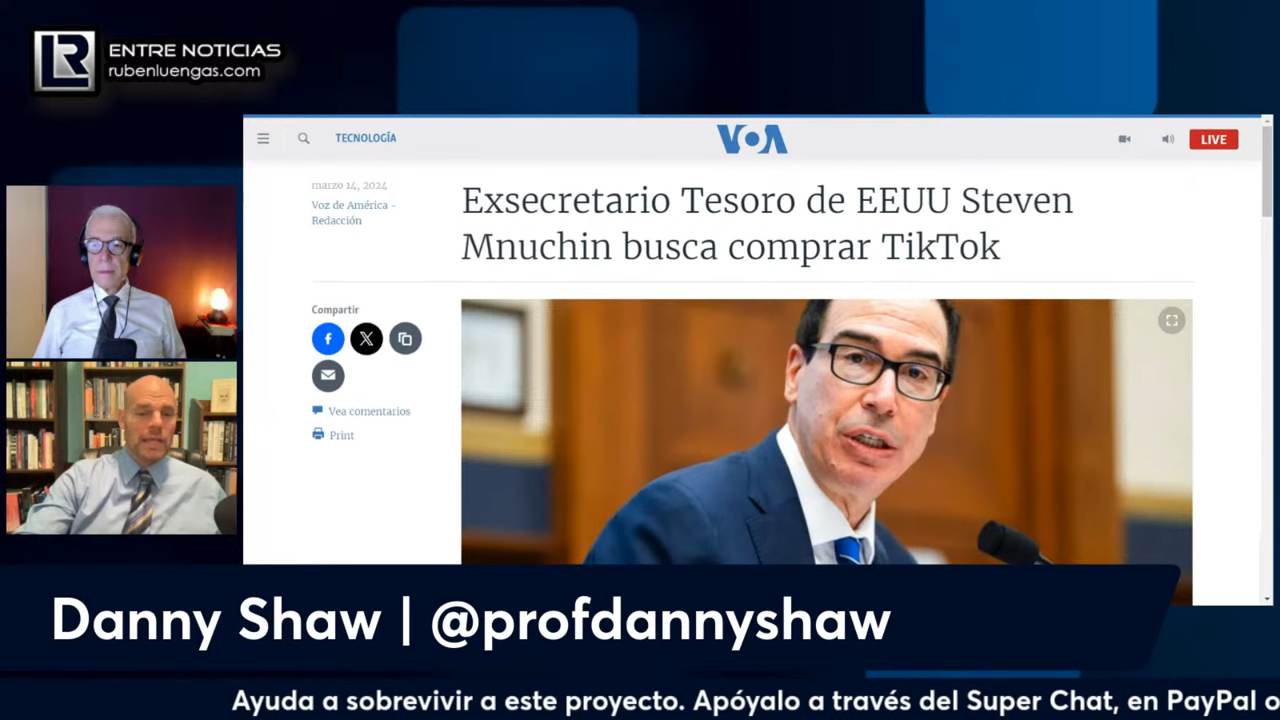 LR
ENTRE NOTICIAS
rubenluengas.com
TECNOLOGÍA
VOA
LIVE
marzo 14, 2024
Voz de América -
Redacción
Exsecretario Tesoro de EEUU Steven
Mnuchin busca comprar TikTok
Compartir
Vea comentarios
Print
Danny Shaw | @profdannyshaw
Ayuda a sobrevivir a este proyecto. Apóyalo a través del Super Chat, en PayPal o